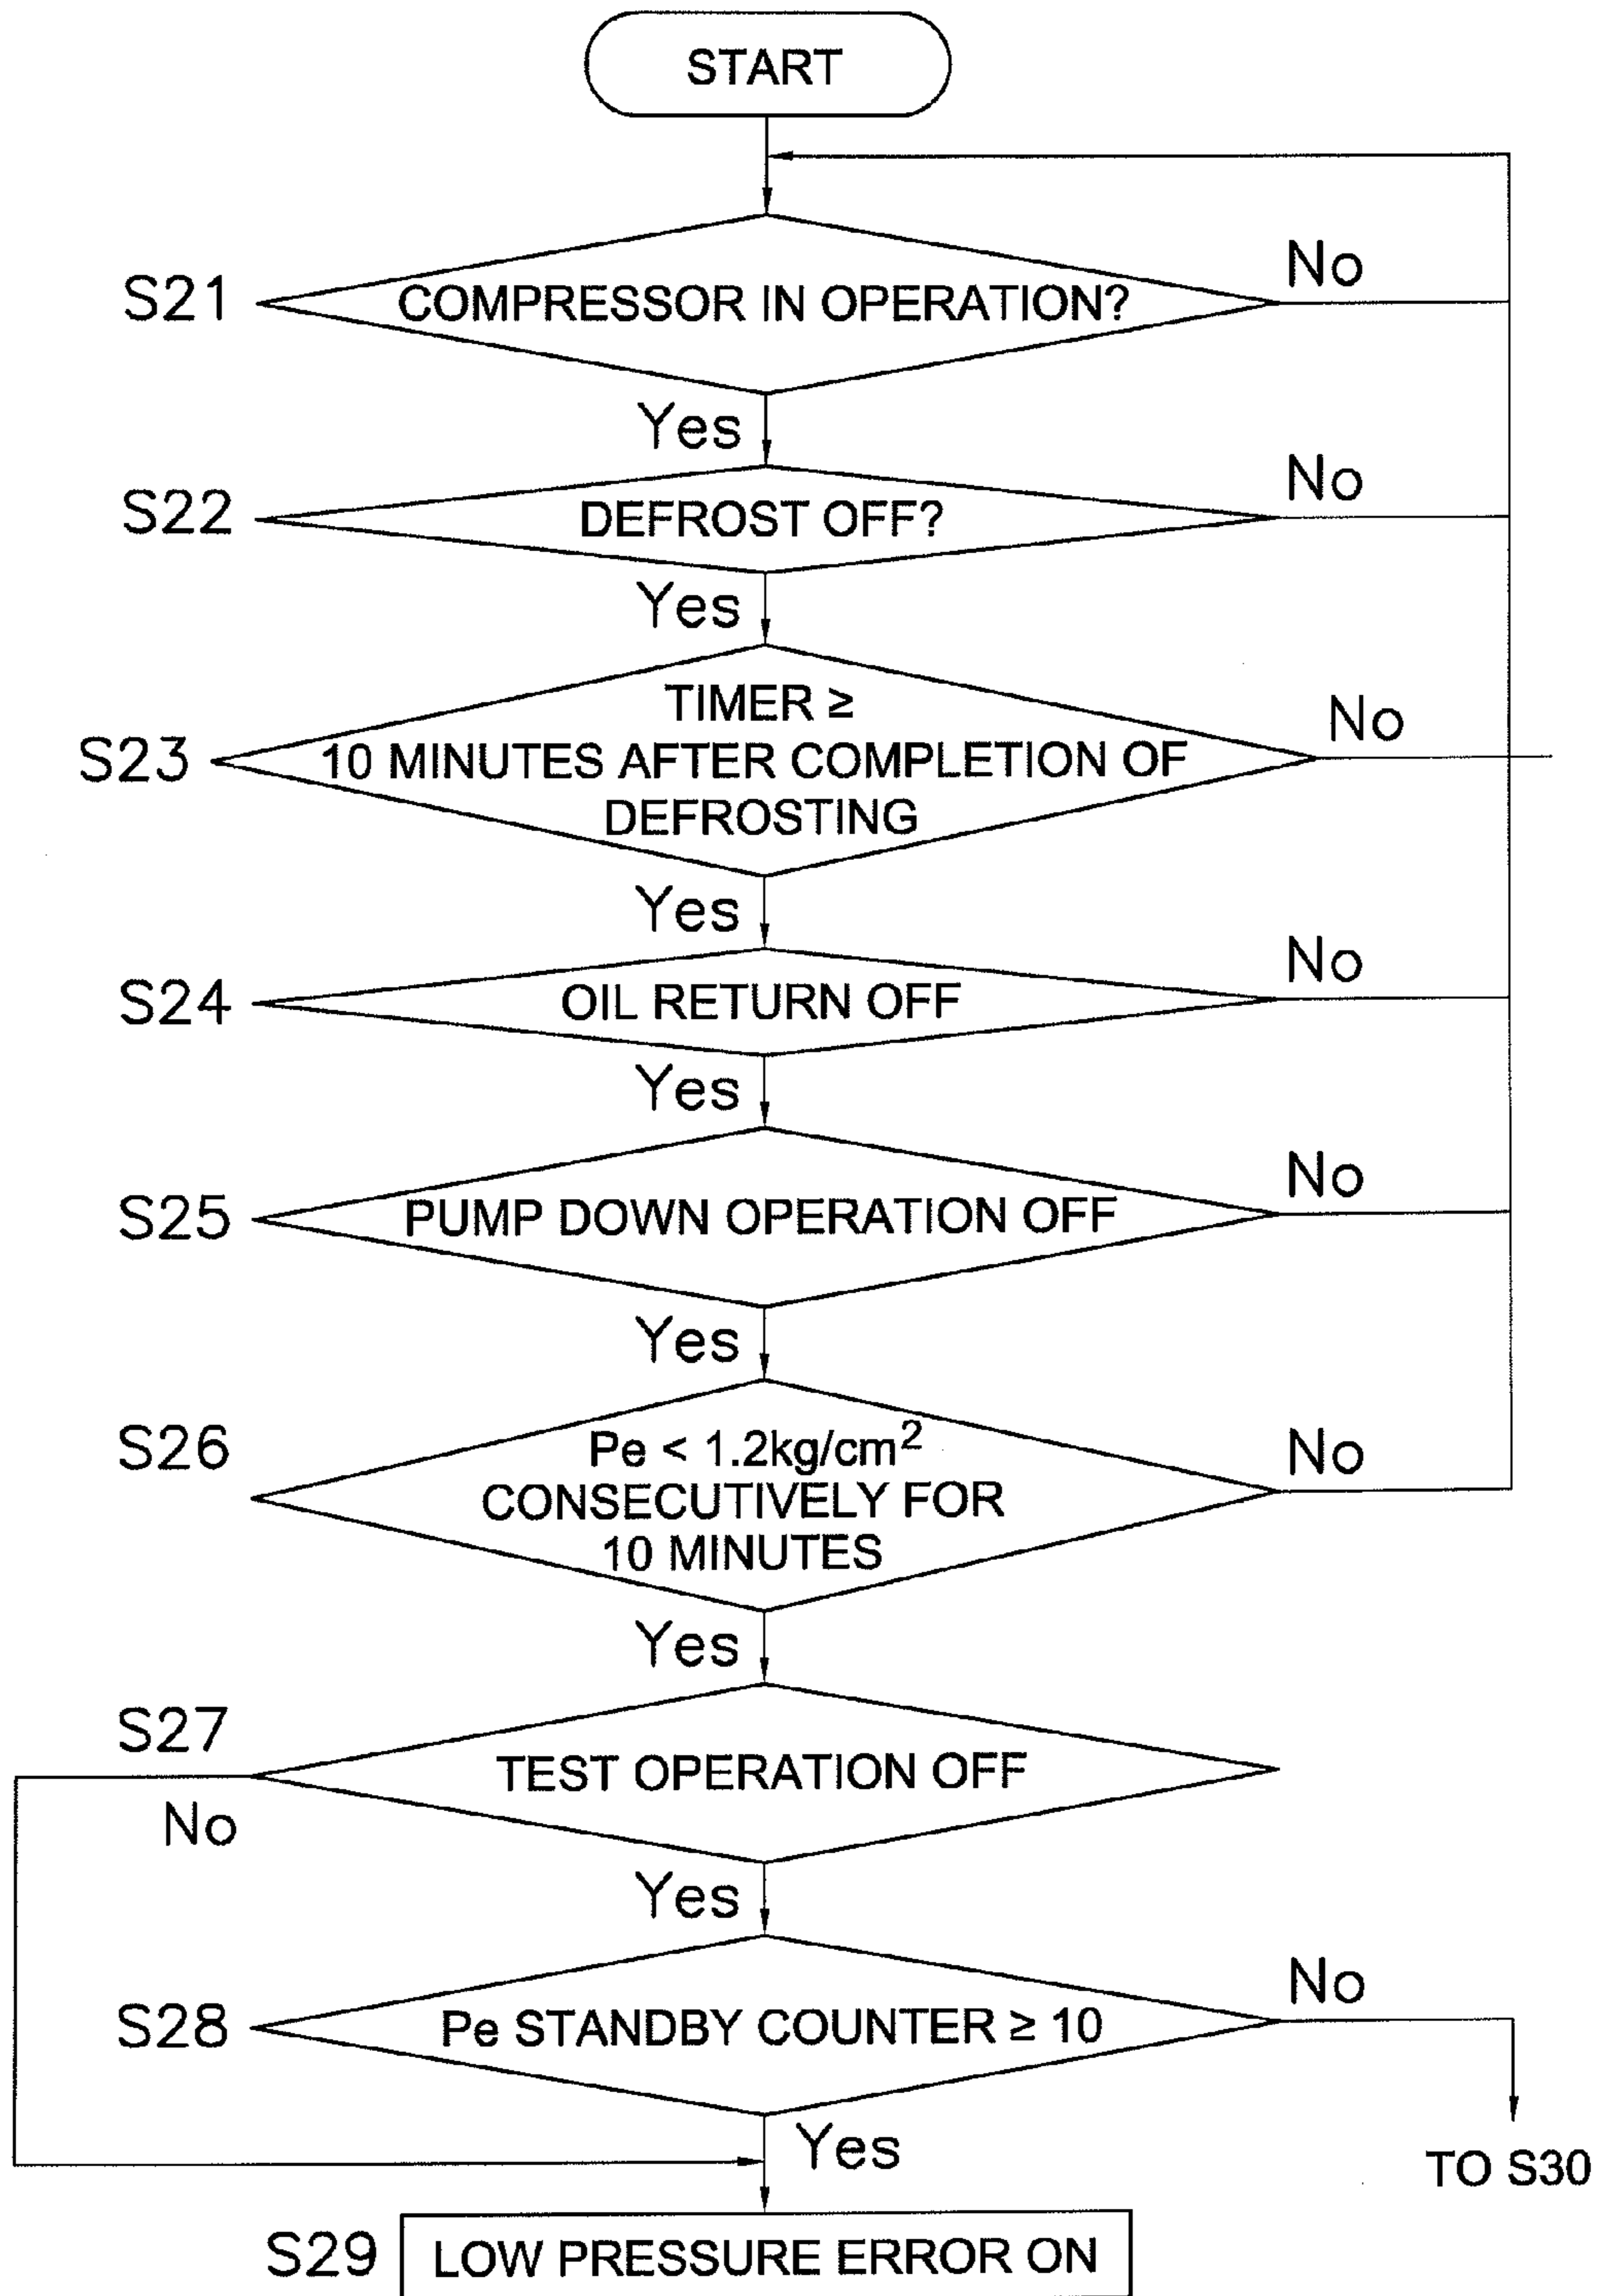 START
No
S21
COMPRESSOR IN OPERATION?
Yes
No
S22
DEFROST OFF?
Yes
TIMER ≥
No
S23
10 MINUTES AFTER COMPLETION OF
DEFROSTING
Yes
No
S24
OIL RETURN OFF
Yes
No
S25
PUMP DOWN OPERATION OFF
Yes
S26
Pe < 1.2kg/cm²
No
CONSECUTIVELY FOR
10 MINUTES
Yes
S27
TEST OPERATION OFF
No
Yes
No
S28
Pe STANDBY COUNTER ≥ 10
Yes
TO S30
S29
LOW PRESSURE ERROR ON